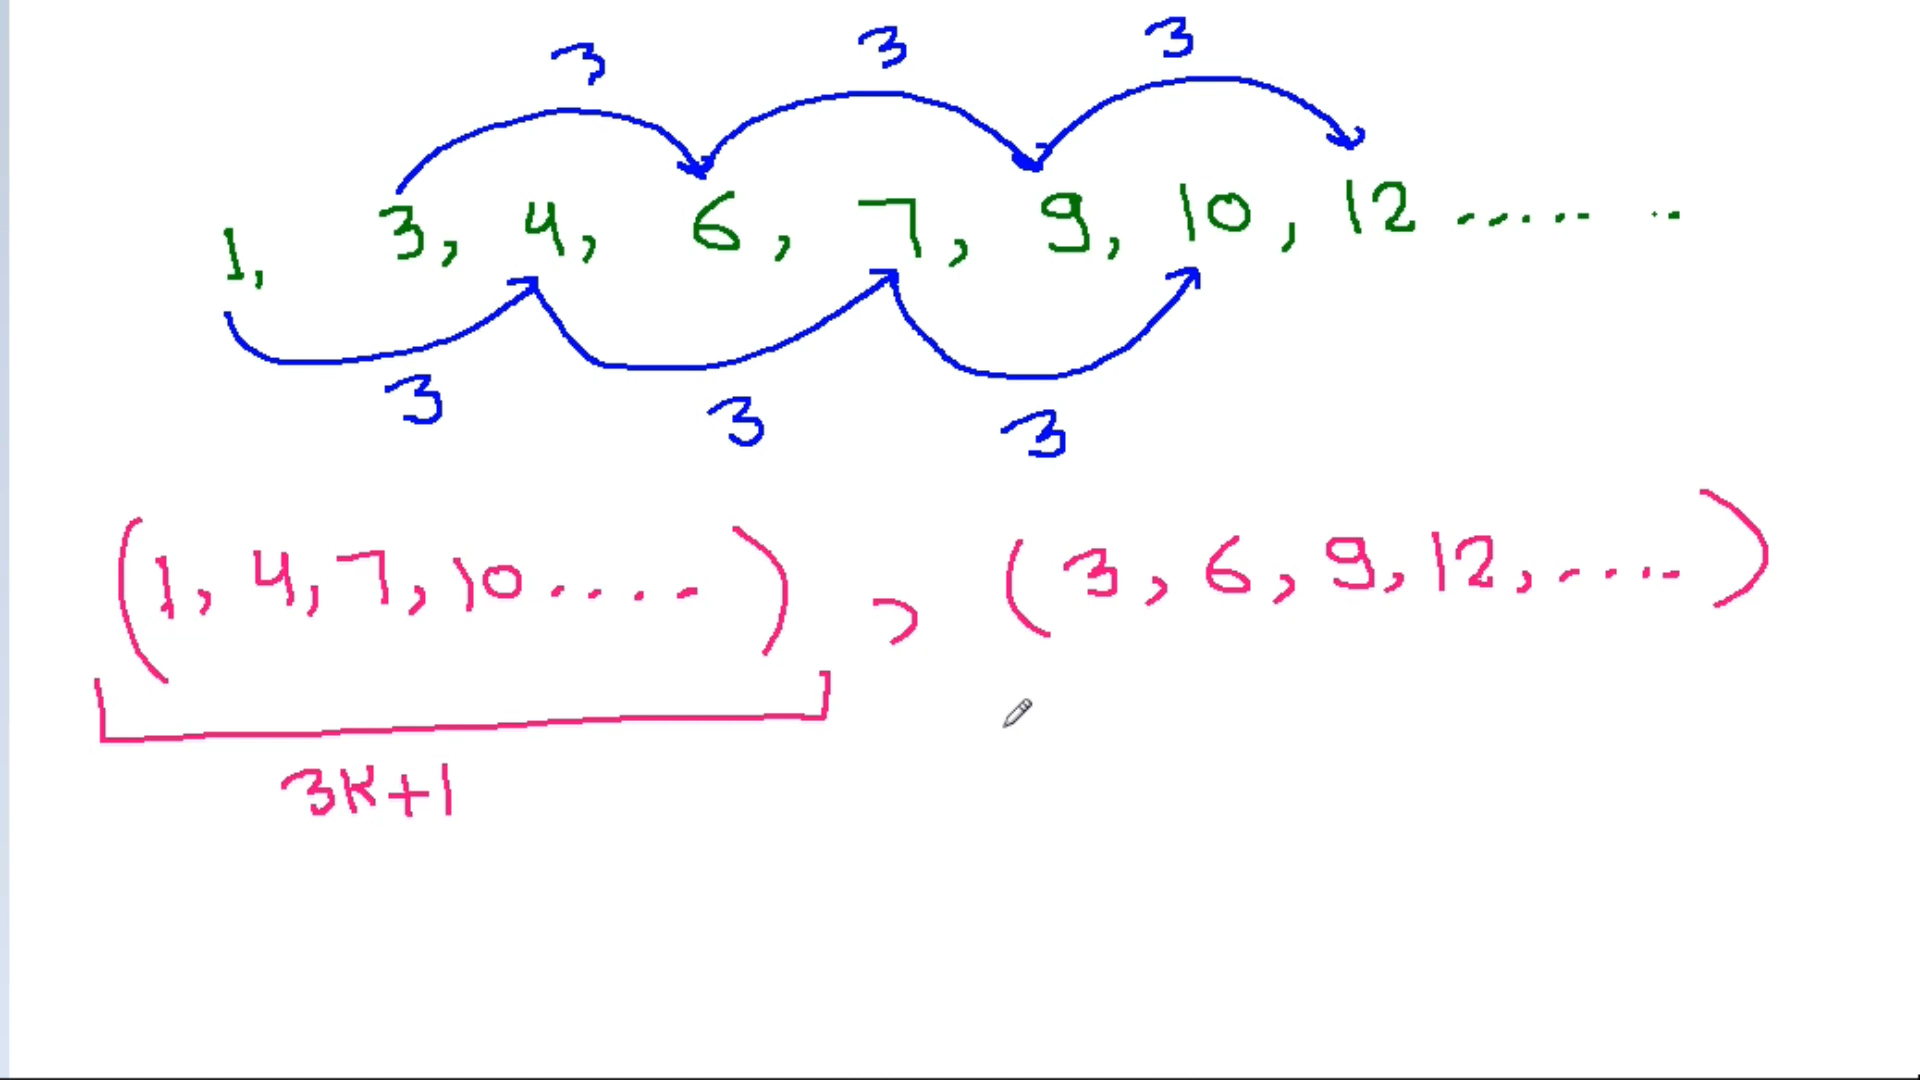 3 3 3
1, 3, 4, 6, 7, 9, 10, 12 ..... ..
3 3 3
(1, 4, 7, 10 .... ) , (3, 6, 9, 12, ....)
3K+1